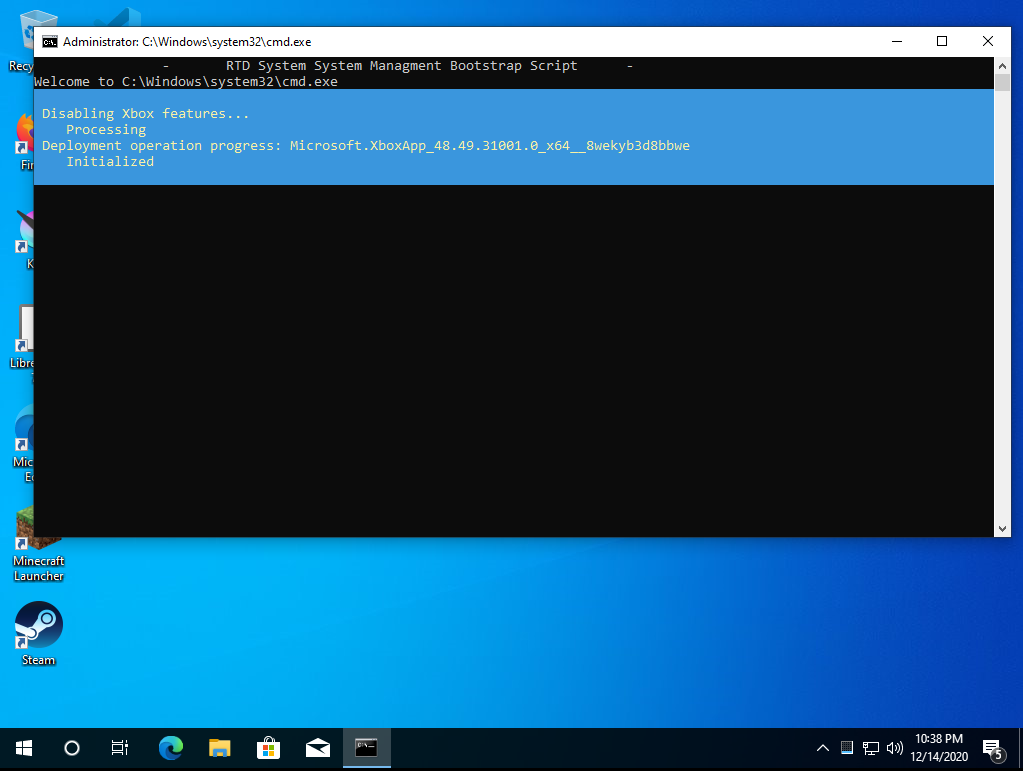 Administrator: C:\Windows\system32\cmd.exe
- RTD System System Managment Bootstrap Script -
Welcome to C:\Windows\system32\cmd.exe
Disabling Xbox features...
Processing
Deployment operation progress: Microsoft.XboxApp_48.49.31001.0_x64__8wekyb3d8bbwe
Initialized
Recy
Fir
K
Libre
Mic
Ed
Minecraft
Launcher
Steam
10:38 PM
12/14/2020
5